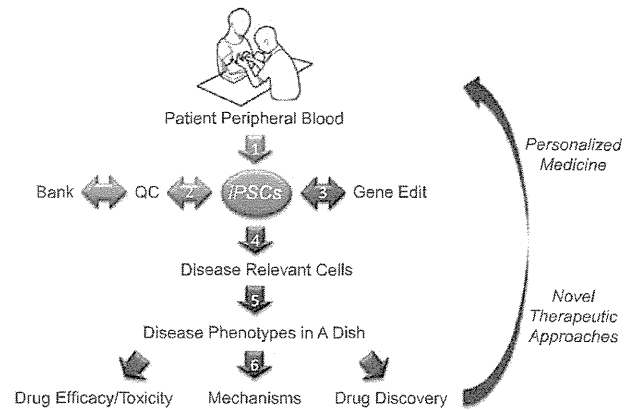 Patient Peripheral Blood
1
Bank
QC
2
iPSCs
3
Gene Edit
4
Disease Relevant Cells
5
Disease Phenotypes in A Dish
6
Drug Efficacy/Toxicity
Mechanisms
Drug Discovery
Personalized
Medicine
Novel
Therapeutic
Approaches